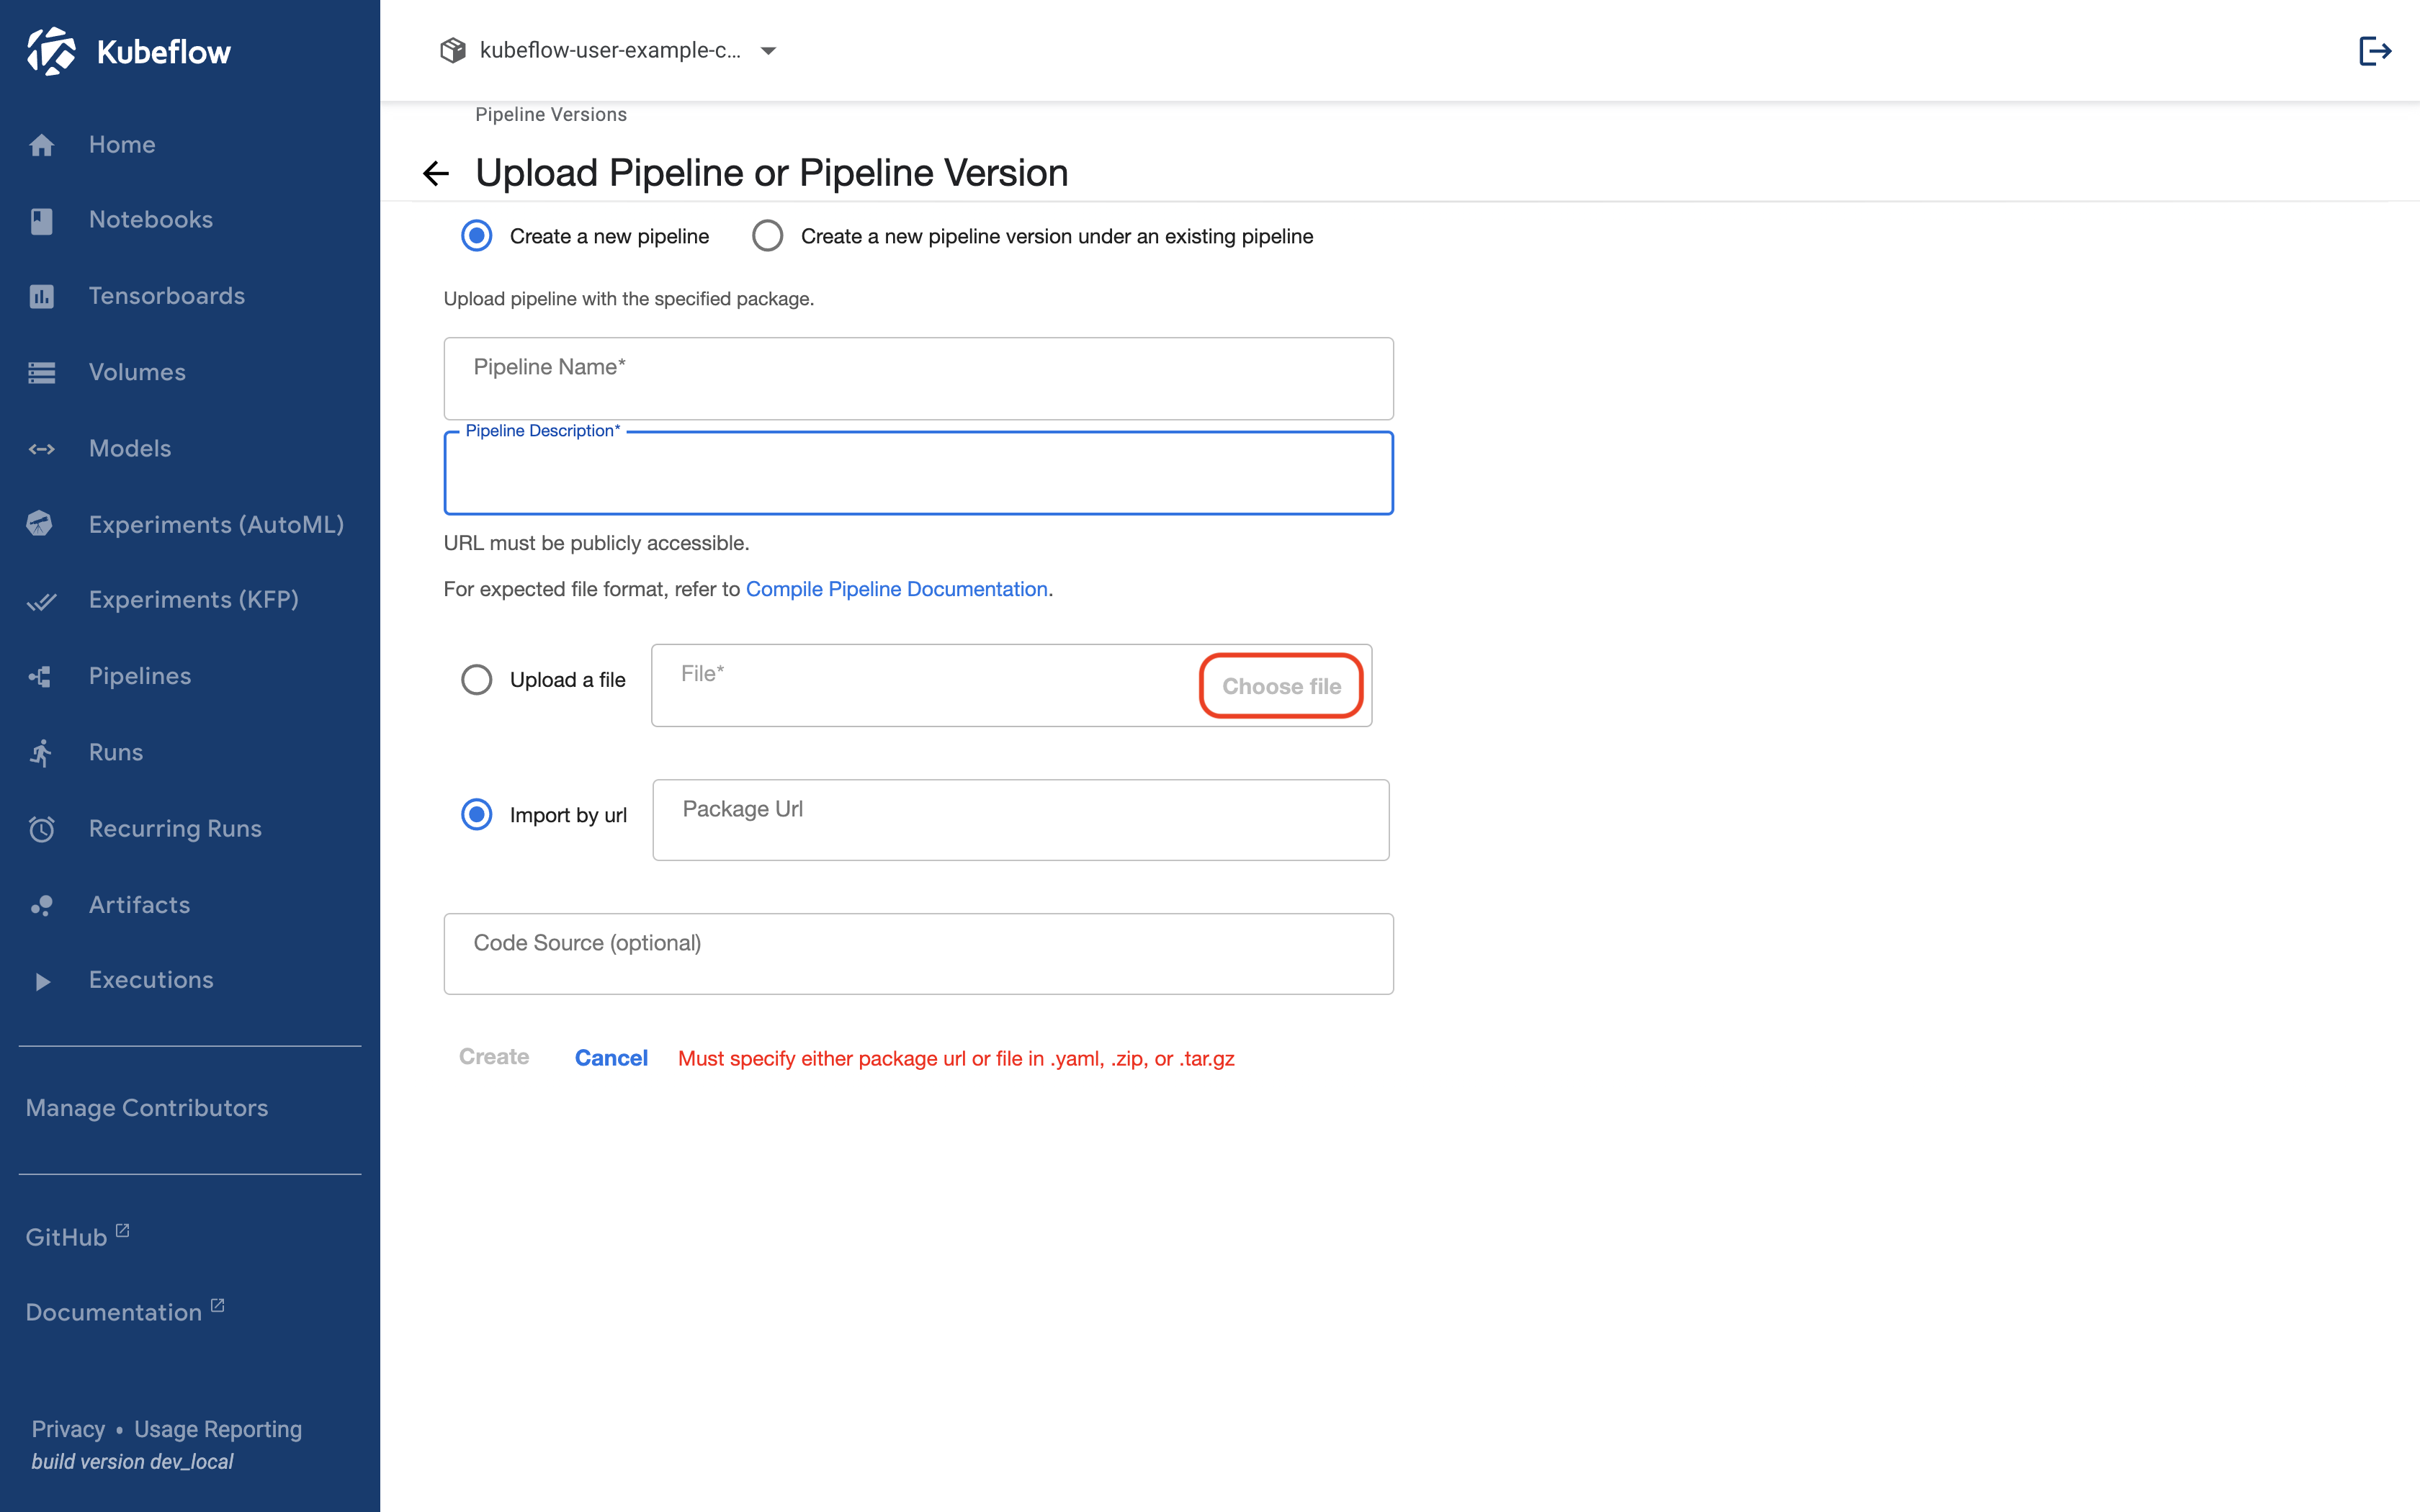 Kubeflow
Home
Notebooks
Tensorboards
Volumes
Models
Experiments (AutoML)
Experiments (KFP)
Pipelines
Runs
Recurring Runs
Artifacts
Executions
Manage Contributors
GitHub
Documentation
Privacy • Usage Reporting
build version dev_local
kubeflow-user-example-c...
Pipeline Versions
Upload Pipeline or Pipeline Version
Create a new pipeline
Create a new pipeline version under an existing pipeline
Upload pipeline with the specified package.
Pipeline Name*
Pipeline Description*
URL must be publicly accessible.
For expected file format, refer to Compile Pipeline Documentation.
Upload a file
File*
Choose file
Import by url
Package Url
Code Source (optional)
Create
Cancel
Must specify either package url or file in .yaml, .zip, or .tar.gz